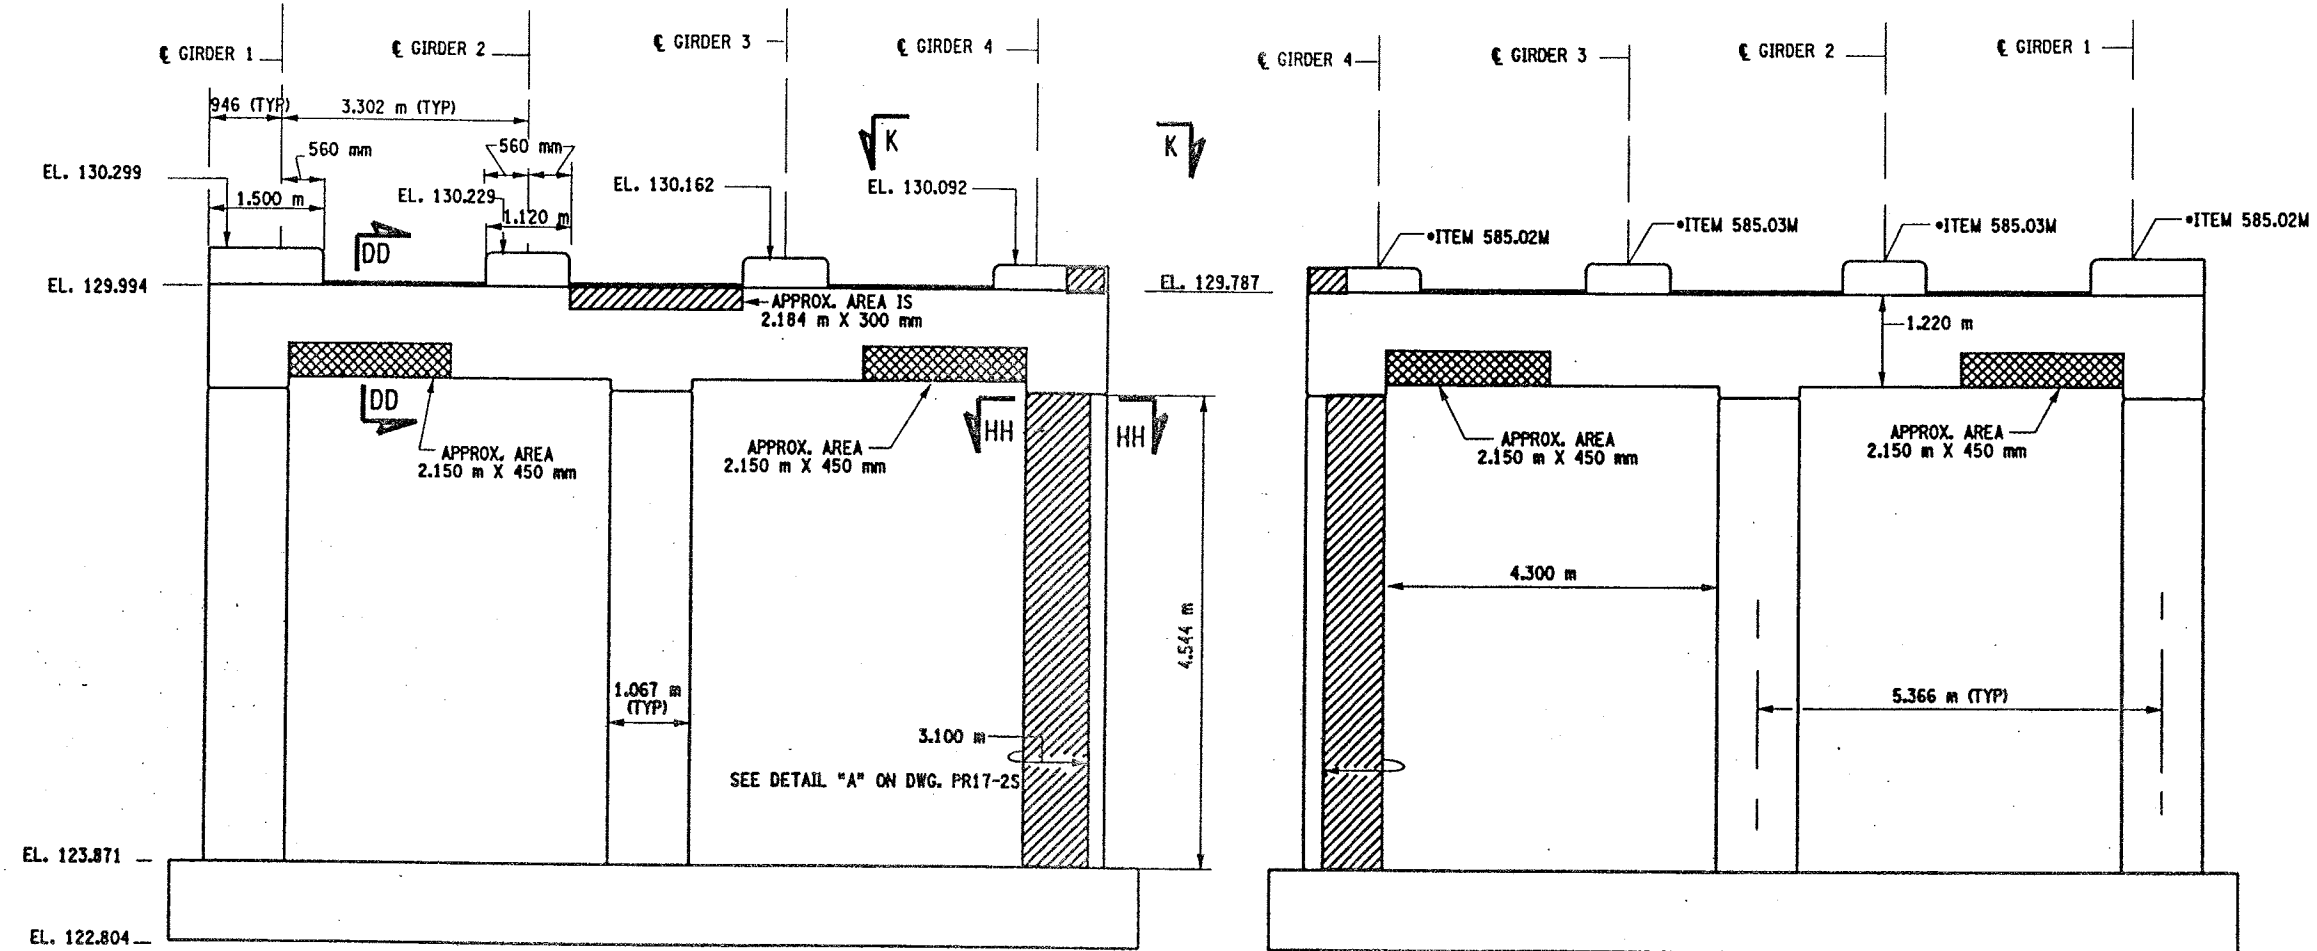 ℄ GIRDER 1
℄ GIRDER 2
℄ GIRDER 3
℄ GIRDER 4
℄ GIRDER 4
℄ GIRDER 3
℄ GIRDER 2
℄ GIRDER 1
946 (TYP)
3.302 m (TYP)
560 mm
560 mm
K
K
EL. 130.299
EL. 130.229
EL. 130.162
EL. 130.092
1.500 m
1.120 m
DD
•ITEM 585.02M
•ITEM 585.03M
•ITEM 585.03M
•ITEM 585.02M
EL. 129.994
EL. 129.787
APPROX. AREA IS
2.184 m X 300 mm
1.220 m
DD
HH
HH
APPROX. AREA
2.150 m X 450 mm
APPROX. AREA
2.150 m X 450 mm
APPROX. AREA
2.150 m X 450 mm
APPROX. AREA
2.150 m X 450 mm
4.300 m
4.544 m
1.067 m
(TYP)
5.366 m (TYP)
3.100 m
SEE DETAIL "A" ON DWG. PR17-2S
EL. 123.871
EL. 122.804